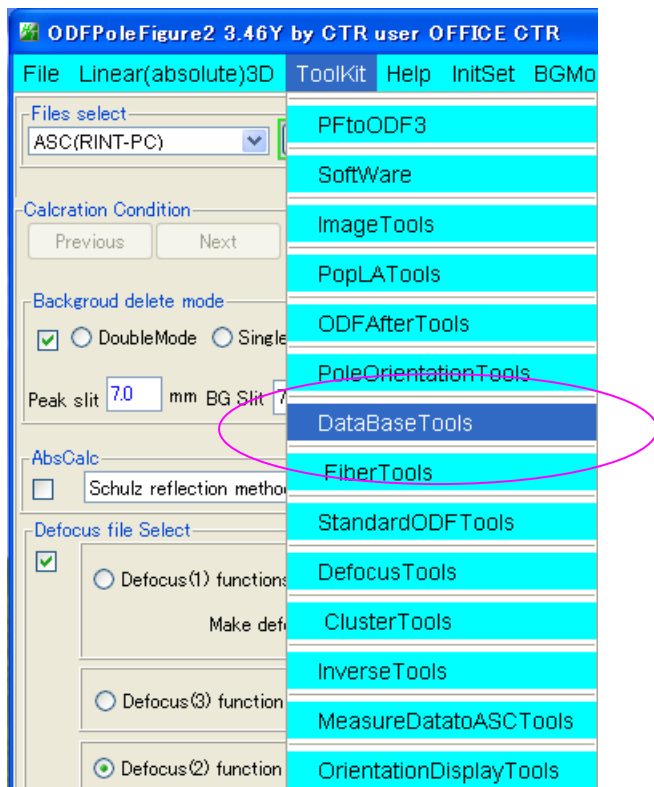 ODFPoleFigure2 3.46Y by CTR user OFFICE CTR
File Linear(absolute)3D ToolKit Help InitSet BGMo
Files select
ASC(RINT-PC)
Calcration Condition
Previous Next
Backgroud delete mode
DoubleMode Single
Peak slit 7.0 mm BG Slit 7
AbsCalc
Schulz reflection metho
Defocus file Select
Defocus(1) functions
Make def
Defocus(3) function
Defocus(2) function
PFtoODF3
SoftWare
ImageTools
PopLATools
ODFAfterTools
PoleOrientationTools
DataBaseTools
FiberTools
StandardODFTools
DefocusTools
ClusterTools
InverseTools
MeasureDatatoASCTools
OrientationDisplayTools